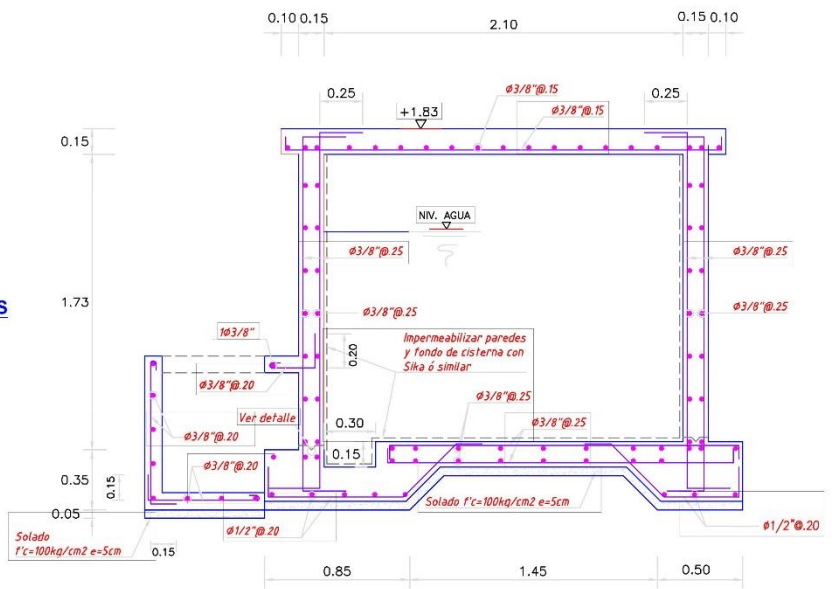 0.10 0.15 2.10 0.15 0.10
0.25 ø3/8"@.15 0.25
+1.83 ø3/8"@.15
0.15
NIV. AGUA
ø3/8"@.25 ø3/8"@.25
S
1.73
ø3/8"@.25 ø3/8"@.25
1ø3/8"
0.20
Impermeabilizar paredes
y fondo de cisterna con
Sika ó similar
ø3/8"@.20
ø3/8"@.25
0.30
Ver detalle
ø3/8"@.25
ø3/8"@.20
0.15
ø3/8"@.20
0.35
0.15
Solado f'c=100kg/cm2 e=5cm
0.05
ø1/2"@.20
ø1/2"@.20
Solado
f'c=100kg/cm2 e=5cm
0.15
0.85 1.45 0.50